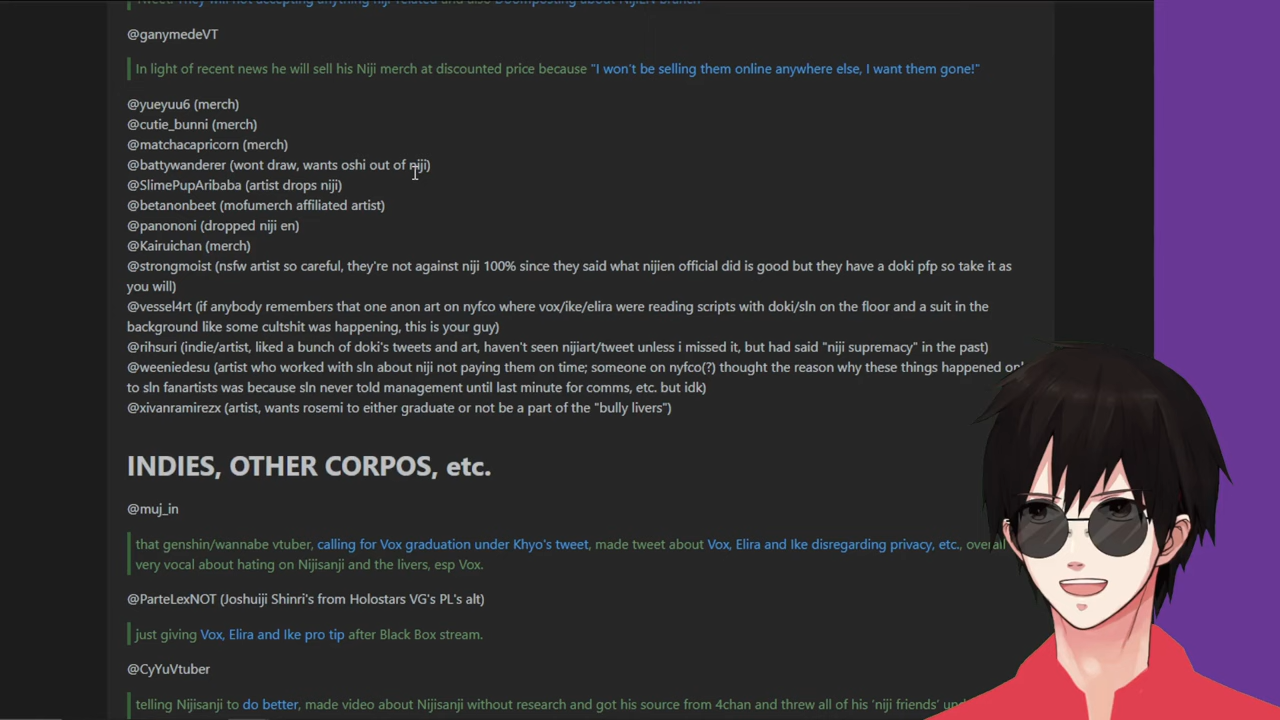 @ganymedeVT
In light of recent news he will sell his Niji merch at discounted price because "I won't be selling them online anywhere else, I want them gone!"
@yueyuu6 (merch)
@cutie_bunni (merch)
@matchacapricorn (merch)
@battywanderer (wont draw, wants oshi out of niji)
@SlimePupAribaba (artist drops niji)
@betanonbeet (mofumerch affiliated artist)
@panononi (dropped niji en)
@Kairuichan (merch)
@strongmoist (nsfw artist so careful, they're not against niji 100% since they said what nijien official did is good but they have a doki pfp so take it as
you will)
@vessel4rt (if anybody remembers that one anon art on nyfco where vox/ike/elira were reading scripts with doki/sln on the floor and a suit in the
background like some cultshit was happening, this is your guy)
@rihsuri (indie/artist, liked a bunch of doki's tweets and art, haven't seen nijiart/tweet unless i missed it, but had said "niji supremacy" in the past)
@weeniedesu (artist who worked with sln about niji not paying them on time; someone on nyfco(?) thought the reason why these things happened
to sln fanartists was because sln never told management until last minute for comms, etc. but idk)
@xivanramirezx (artist, wants rosemi to either graduate or not be a part of the "bully livers")
INDIES, OTHER CORPOS, etc.
@muj_in
that genshin/wannabe vtuber, calling for Vox graduation under Khyo's tweet, made tweet about Vox, Elira and Ike disregarding privacy, etc., overall
very vocal about hating on Nijisanji and the livers, esp Vox.
@ParteLexNOT (Joshuiji Shinri's from Holostars VG's PL's alt)
just giving Vox, Elira and Ike pro tip after Black Box stream.
@CyYuVtuber
telling Nijisanji to do better, made video about Nijisanji without research and got his source from 4chan and threw all of his 'niji friends'